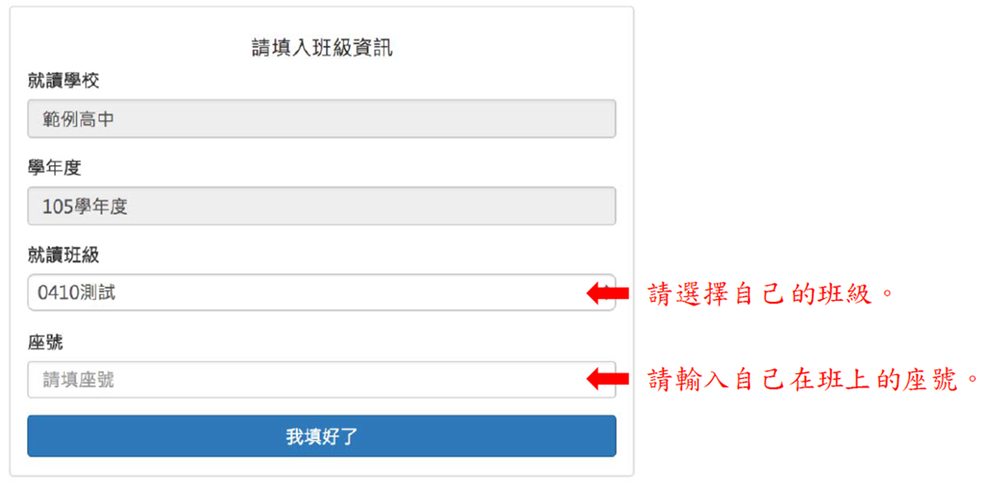 請填入班級資訊
就讀學校
範例高中
學年度
105學年度
就讀班級
0410測試
請選擇自己的班級。
座號
請填座號
請輸入自己在班上的座號。
我填好了